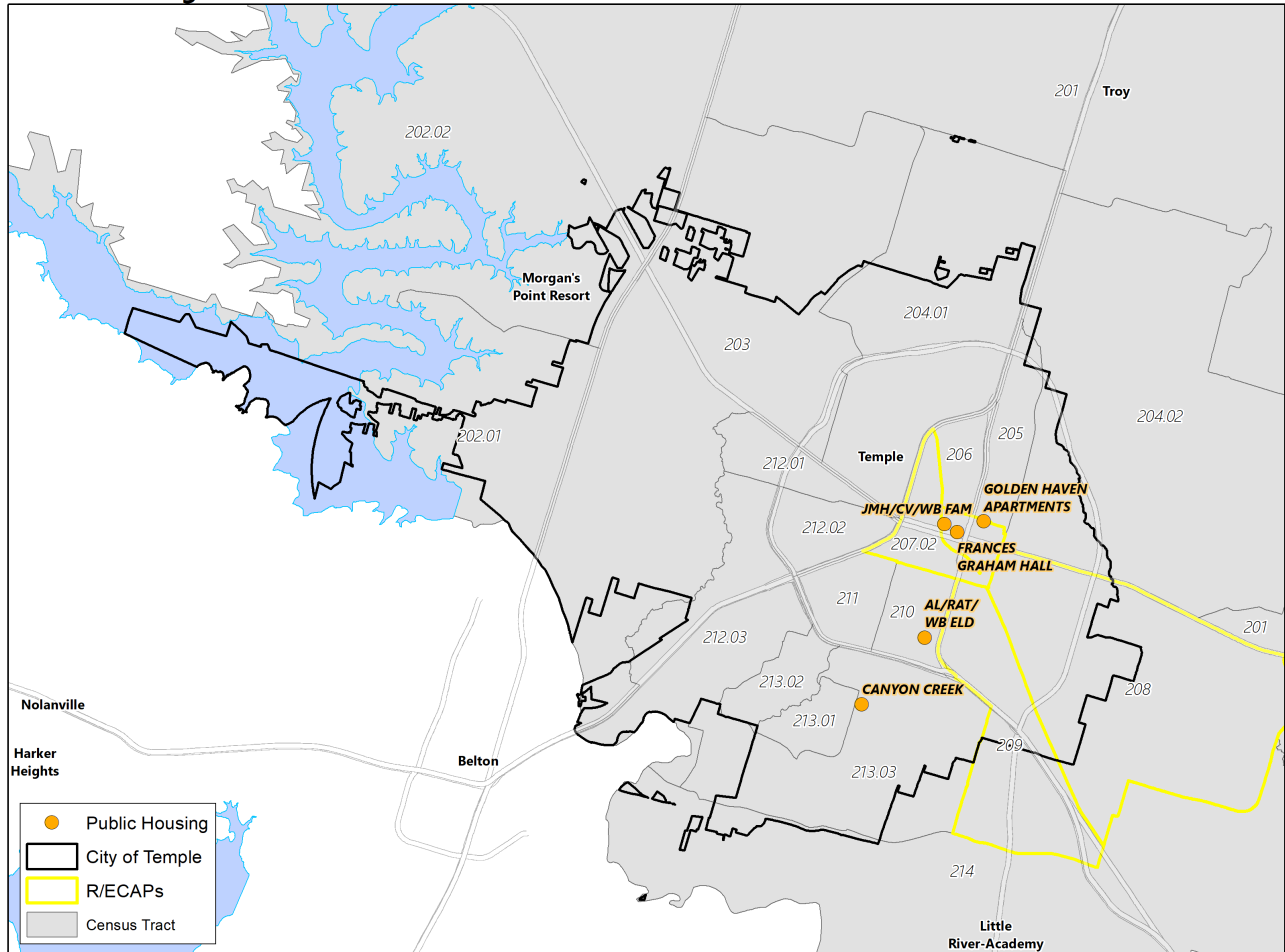 201
Troy
202.02
Morgan's
Point Resort
204.01
203
204.02
202.01
205
206
Temple
212.01
GOLDEN HAVEN
APARTMENTS
JMH/CV/WB FAM
212.02
207.02
FRANCES
GRAHAM HALL
211
210
AL/RAT/
WB ELD
201
212.03
213.02
CANYON CREEK
208
213.01
Nolanville
209
Harker
Heights
Belton
213.03
Public Housing
City of Temple
R/ECAPs
Census Tract
214
Little
River-Academy